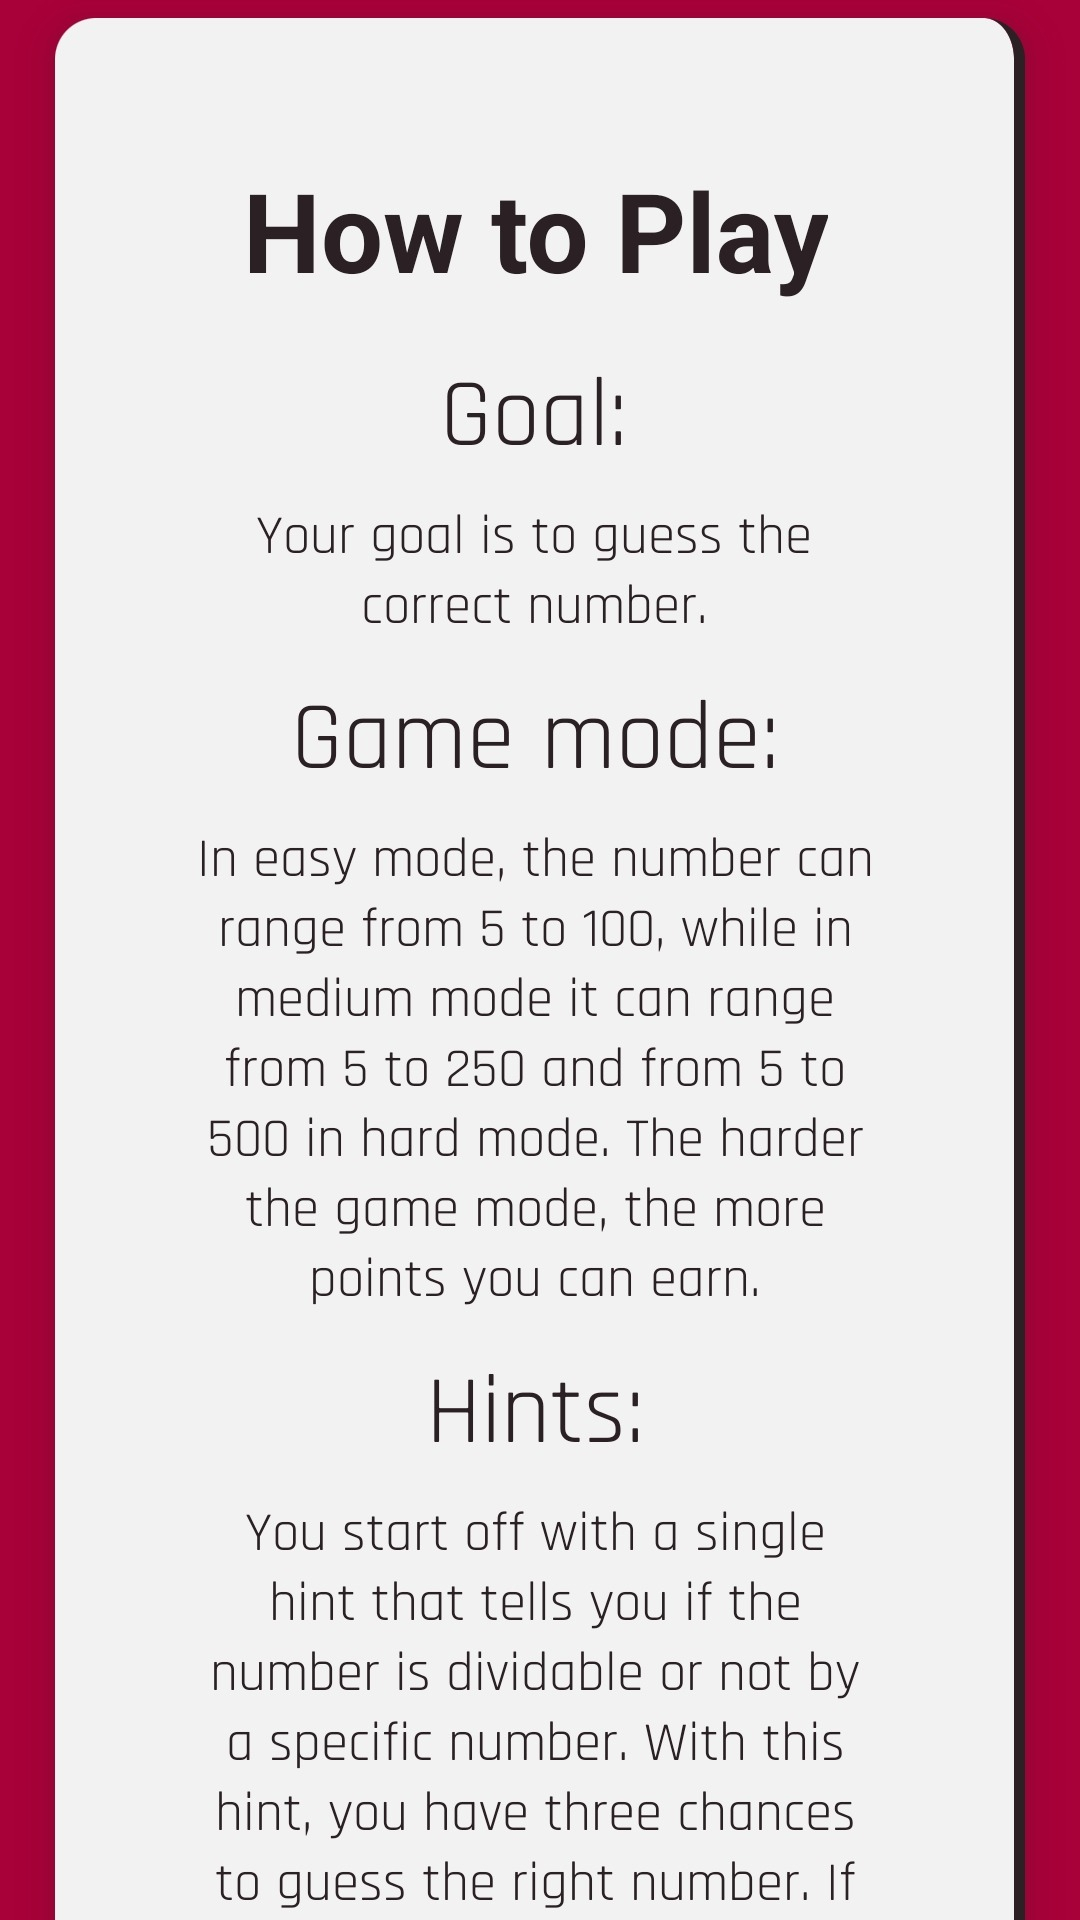 How to Play
Goal:
Your goal is to guess the
correct number.
Game mode:
In easy mode, the number can
range from 5 to 100, while in
medium mode it can range
from 5 to 250 and from 5 to
500 in hard mode. The harder
the game mode, the more
points you can earn.
Hints:
You start off with a single
hint that tells you if the
number is dividable or not by
a specific number. With this
hint, you have three chances
to guess the right number. If